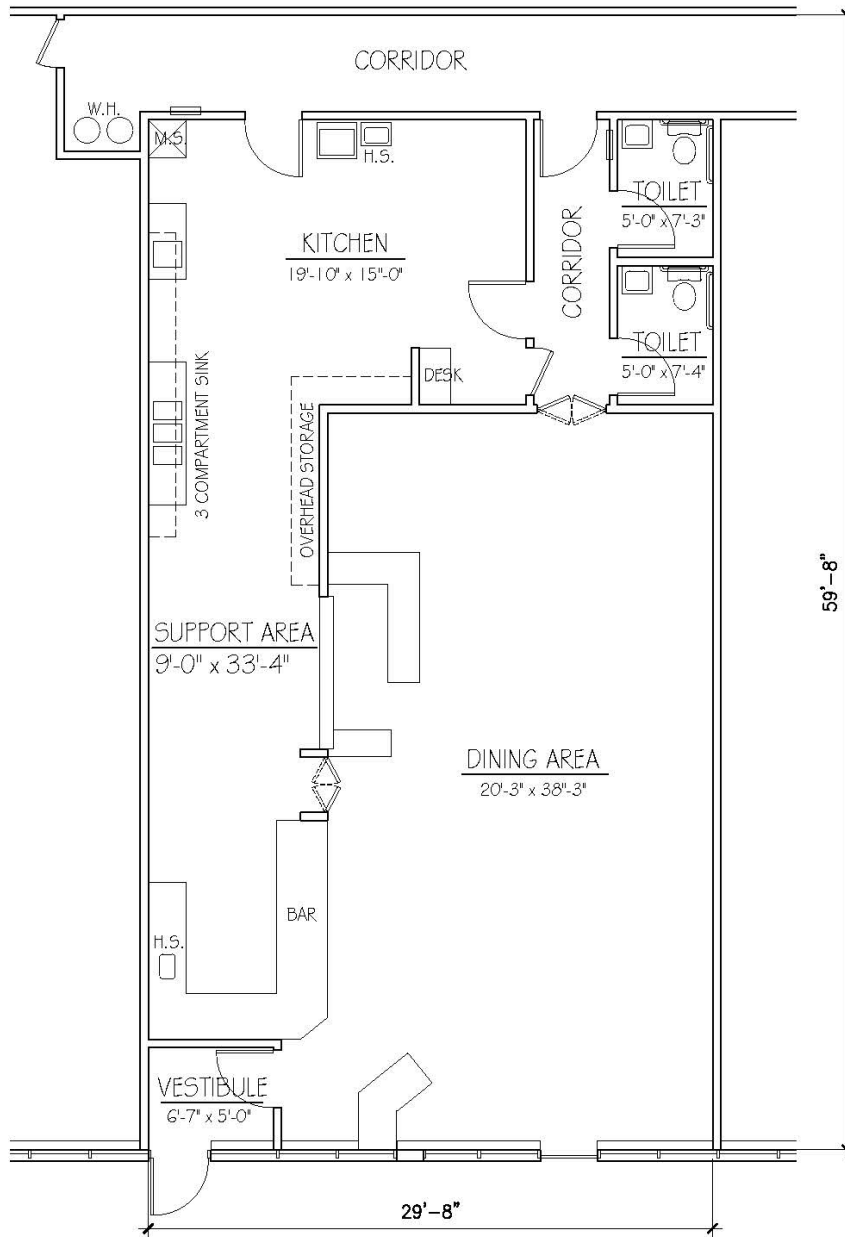 CORRIDOR
W.H.
M.S.
H.S.
TOILET
5'-0" x 7'-3"
KITCHEN
19'-10" x 15"-0"
CORRIDOR
TOILET
5'-0" x 7'-4"
DESK
3 COMPARTMENT SINK
OVERHEAD STORAGE
59'-8"
SUPPORT AREA
9'-0" x 33'-4"
DINING AREA
20'-3" x 38"-3"
BAR
H.S.
VESTIBULE
6'-7" x 5'-0"
29'-8"